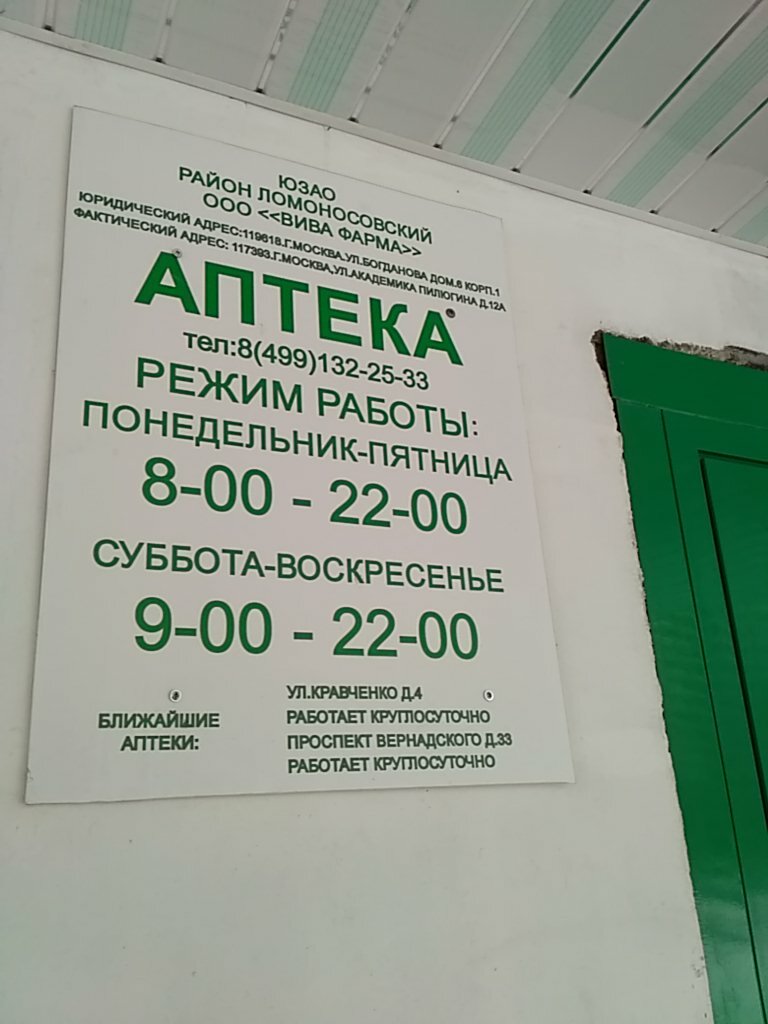 ЮЗАО
РАЙОН ЛОМОНОСОВСКИЙ
ООО <<ВИВА ФАРМА>>
ЮРИДИЧЕСКИЙ АДРЕС:119618.Г.МОСКВА.УЛ.БОГДАНОВА ДОМ.6 КОРП.1
ФАКТИЧЕСКИЙ АДРЕС: 117393.Г.МОСКВА,УЛ.АКАДЕМИКА ПИЛЮГИНА Д.12А
АПТЕКА
тел:8(499)132-25-33
РЕЖИМ РАБОТЫ:
ПОНЕДЕЛЬНИК-ПЯТНИЦА
8-00 - 22-00
СУББОТА-ВОСКРЕСЕНЬЕ
9-00 - 22-00
БЛИЖАЙШИЕ
АПТЕКИ:
УЛ.КРАВЧЕНКО Д.4
РАБОТАЕТ КРУГЛОСУТОЧНО
ПРОСПЕКТ ВЕРНАДСКОГО Д.33
РАБОТАЕТ КРУГЛОСУТОЧНО